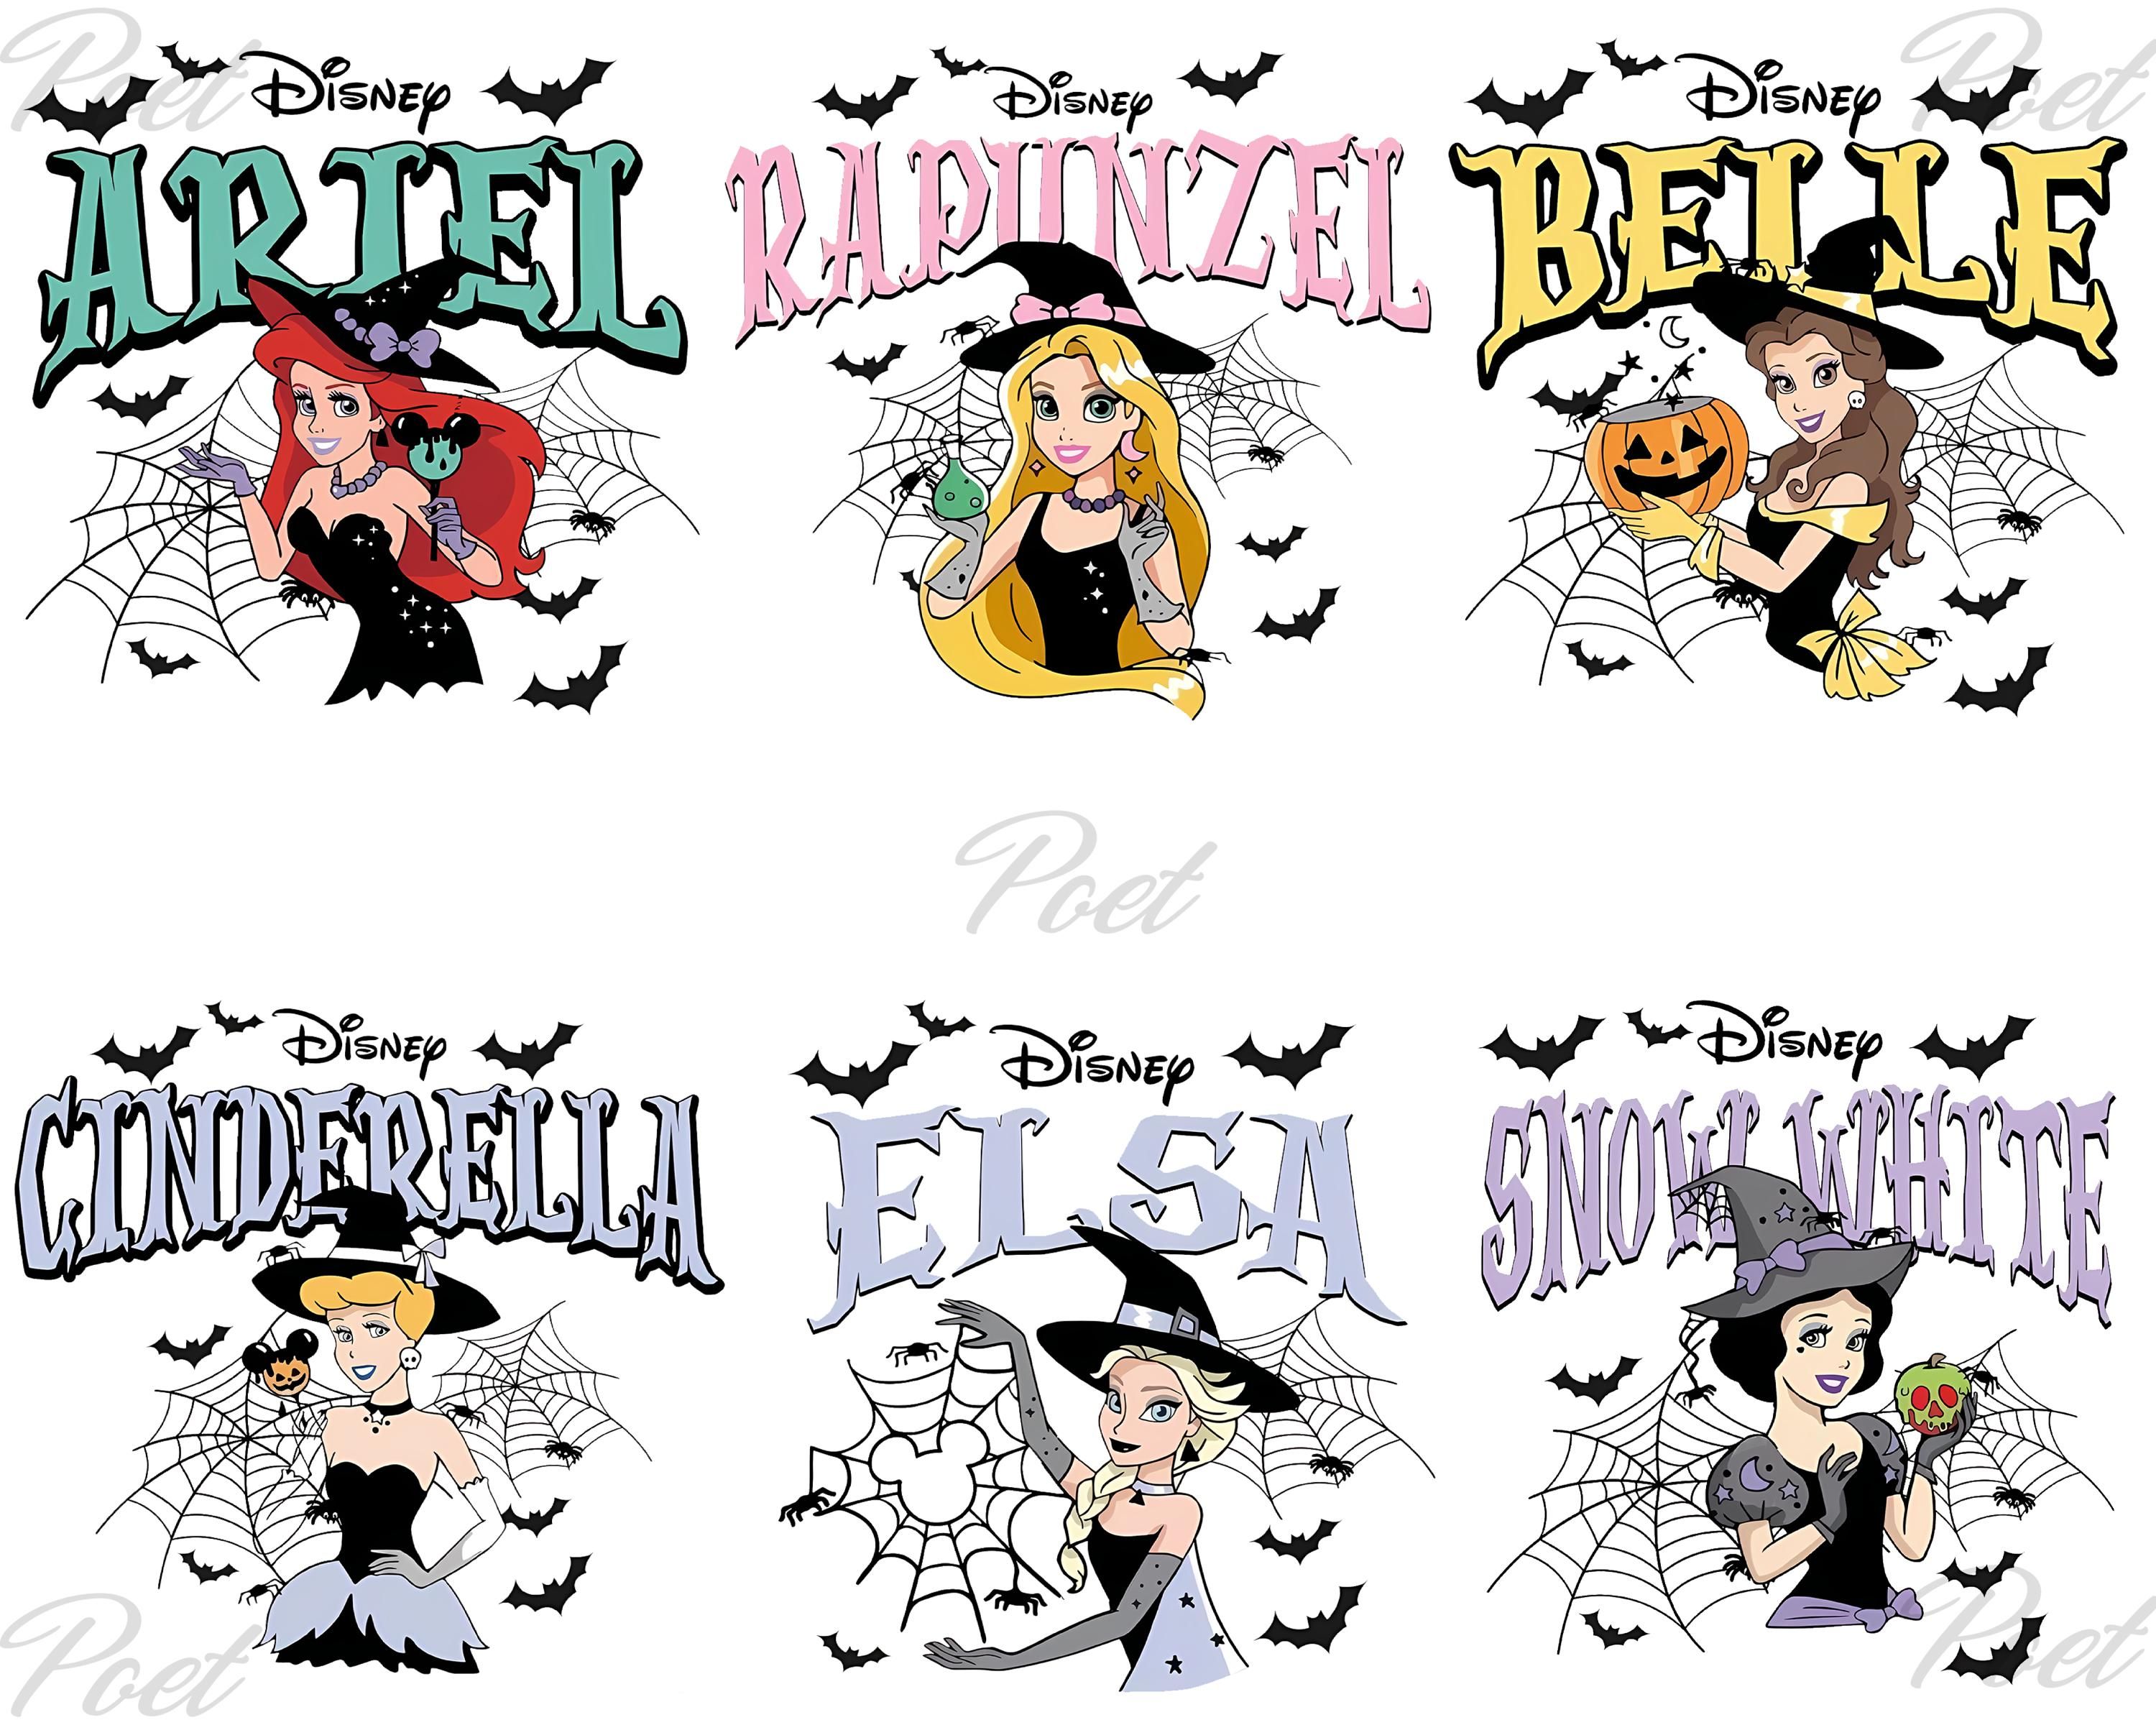 Poet
Disney
Disney
Disney
Poet
ARIEL
RAPUNZEL
BELLE
Poet
Disney
Disney
Disney
CINDERELLA
ELSA
SNOW WHITE
Poet
Poet